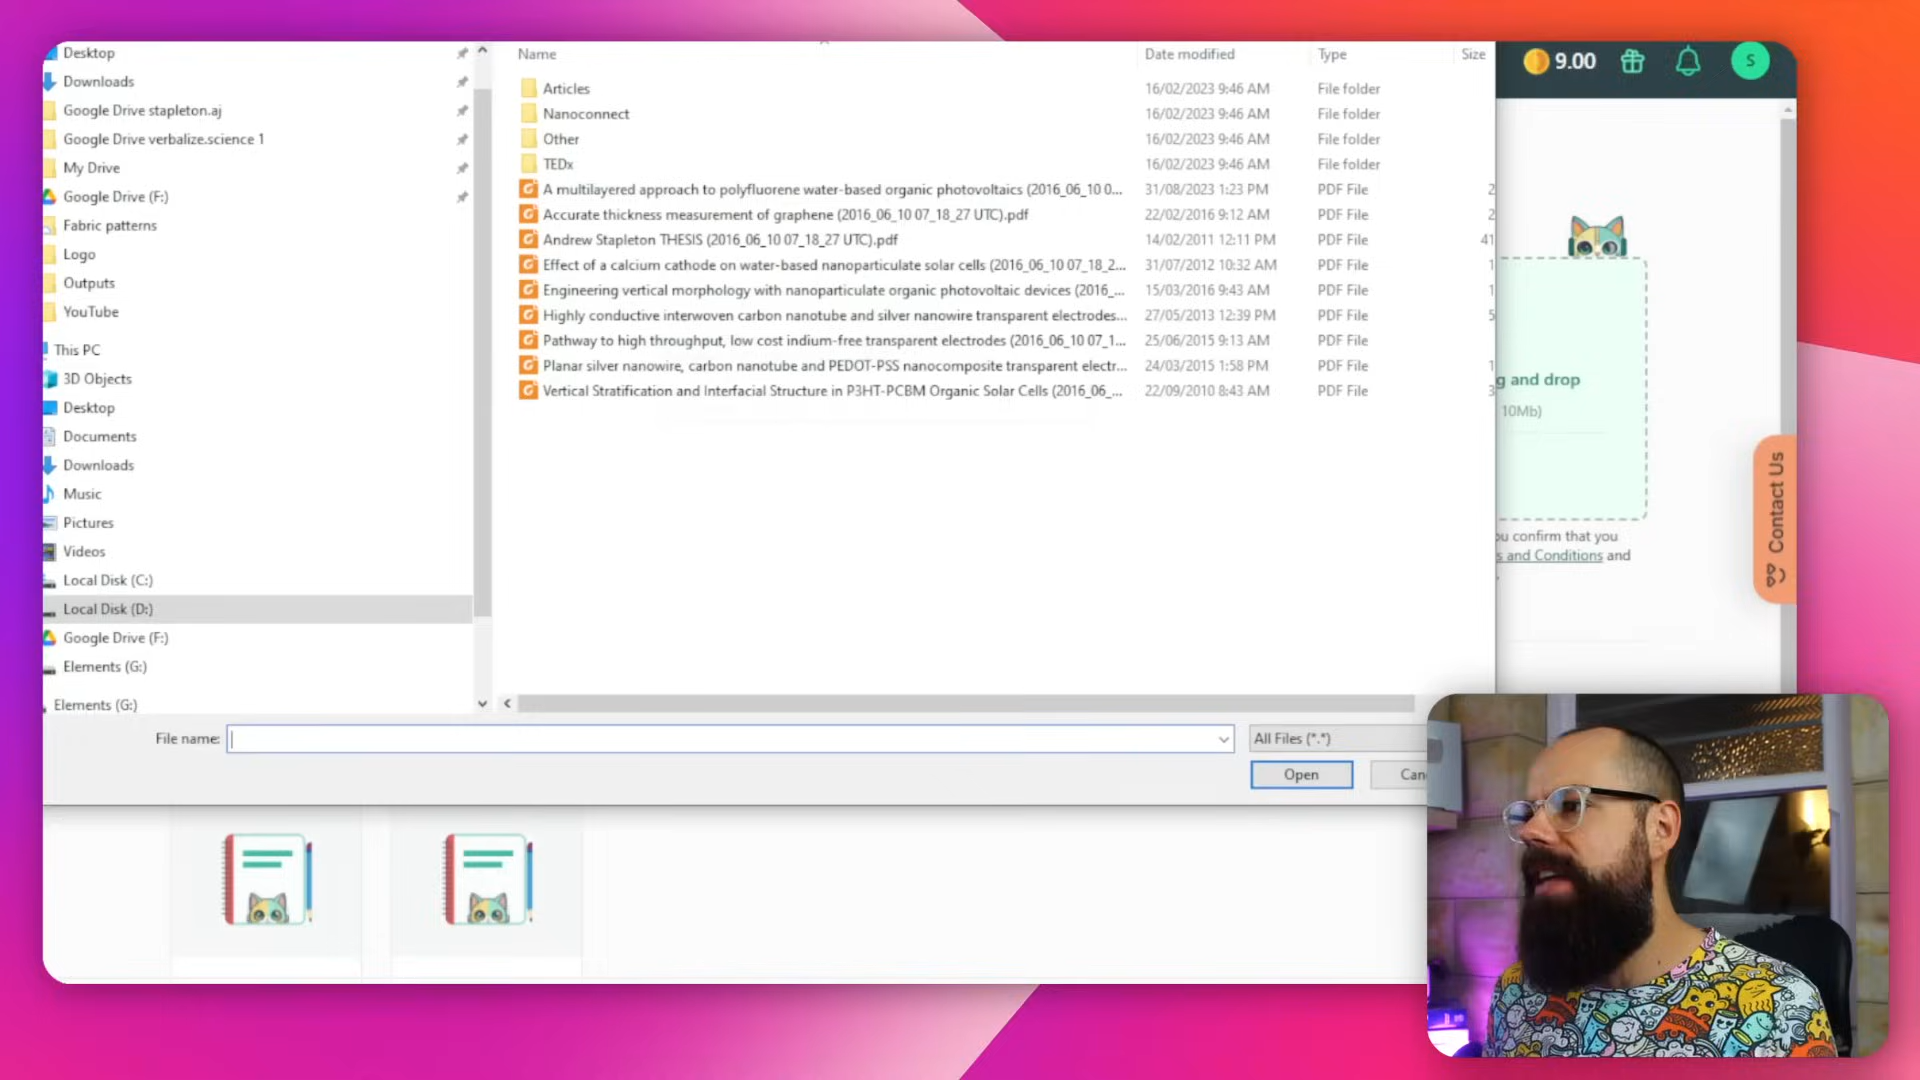 Desktop
Downloads
Google Drive stapleton.aj
Google Drive verbalize.science 1
My Drive
Google Drive (F:)
Fabric patterns
Logo
Outputs
YouTube
This PC
3D Objects
Desktop
Documents
Downloads
Music
Pictures
Videos
Local Disk (C:)
Local Disk (D:)
Google Drive (F:)
Elements (G:)
Elements (G:)
Name Date modified Type Size
Articles 16/02/2023 9:46 AM File folder
Nanoconnect 16/02/2023 9:46 AM File folder
Other 16/02/2023 9:46 AM File folder
TEDx 16/02/2023 9:46 AM File folder
A multilayered approach to polyfluorene water-based organic photovoltaics (2016_06_10 0... 31/08/2023 1:23 PM PDF File 2
Accurate thickness measurement of graphene (2016_06_10 07_18_27 UTC).pdf 22/02/2016 9:12 AM PDF File 2
Andrew Stapleton THESIS (2016_06_10 07_18_27 UTC).pdf 14/02/2011 12:11 PM PDF File 41
Effect of a calcium cathode on water-based nanoparticulate solar cells (2016_06_10 07_18_2... 31/07/2012 10:32 AM PDF File 1
Engineering vertical morphology with nanoparticulate organic photovoltaic devices (2016_... 15/03/2016 9:43 AM PDF File 1
Highly conductive interwoven carbon nanotube and silver nanowire transparent electrodes... 27/05/2013 12:39 PM PDF File 5
Pathway to high throughput, low cost indium-free transparent electrodes (2016_06_10 07_1... 25/06/2015 9:13 AM PDF File
Planar silver nanowire, carbon nanotube and PEDOT-PSS nanocomposite transparent electr... 24/03/2015 1:58 PM PDF File 1
Vertical Stratification and Interfacial Structure in P3HT-PCBM Organic Solar Cells (2016_06_... 22/09/2010 8:43 AM PDF File 3
File name: All Files (*.*)
Open Can
9.00 S
g and drop
10Mb)
ou confirm that you
s and Conditions and
Contact Us